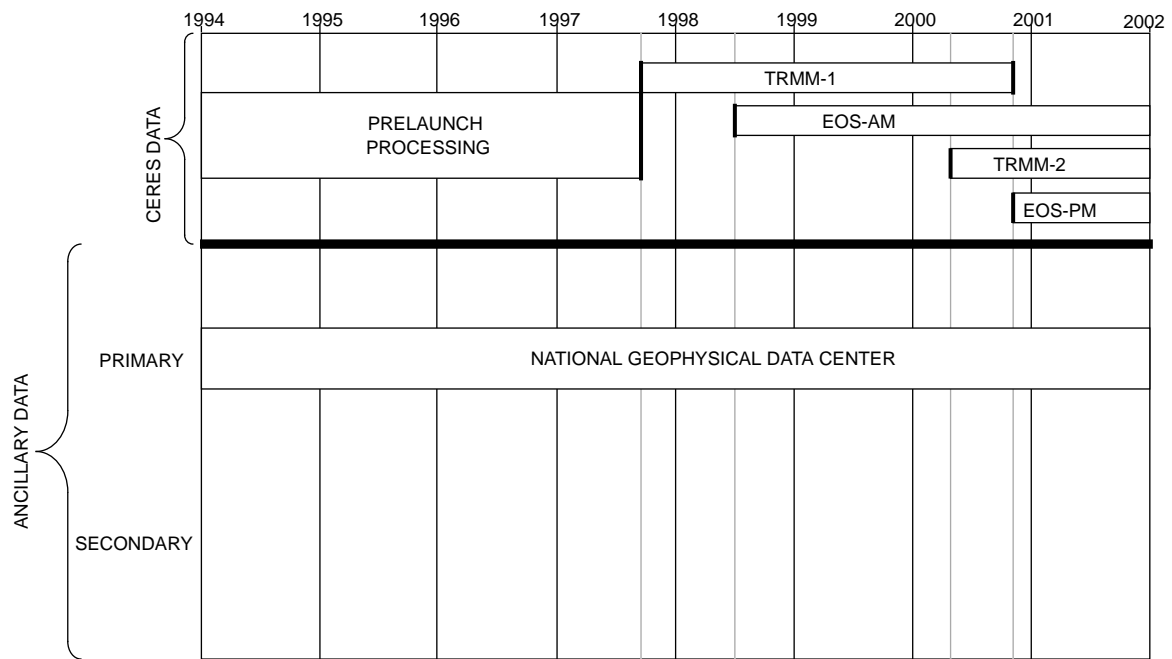 1994 1995 1996 1997 1998 1999 2000 2001 2002
CERES DATA
TRMM-1
PRELAUNCH
PROCESSING
EOS-AM
TRMM-2
EOS-PM
ANCILLARY DATA
PRIMARY
NATIONAL GEOPHYSICAL DATA CENTER
SECONDARY